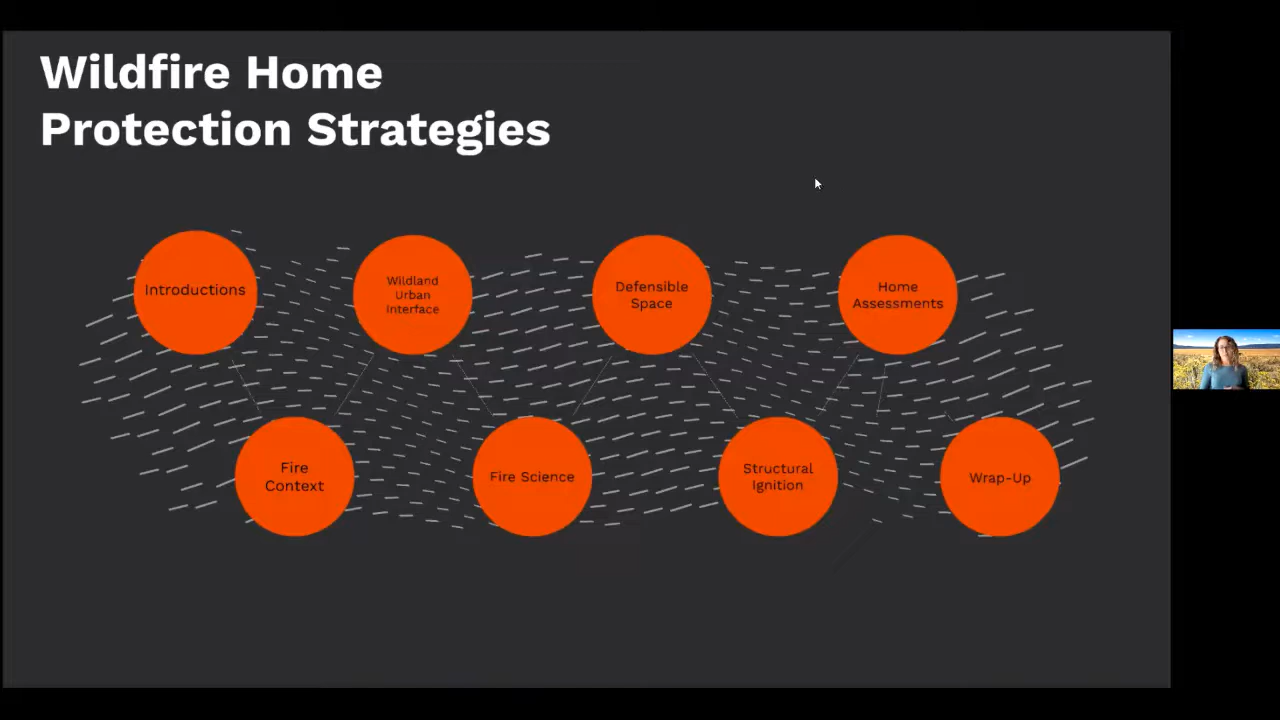 Wildfire Home
Protection Strategies
Introductions
Wildland
Urban
Interface
Defensible
Space
Home
Assessments
Fire
Context
Fire Science
Structural
Ignition
Wrap-Up